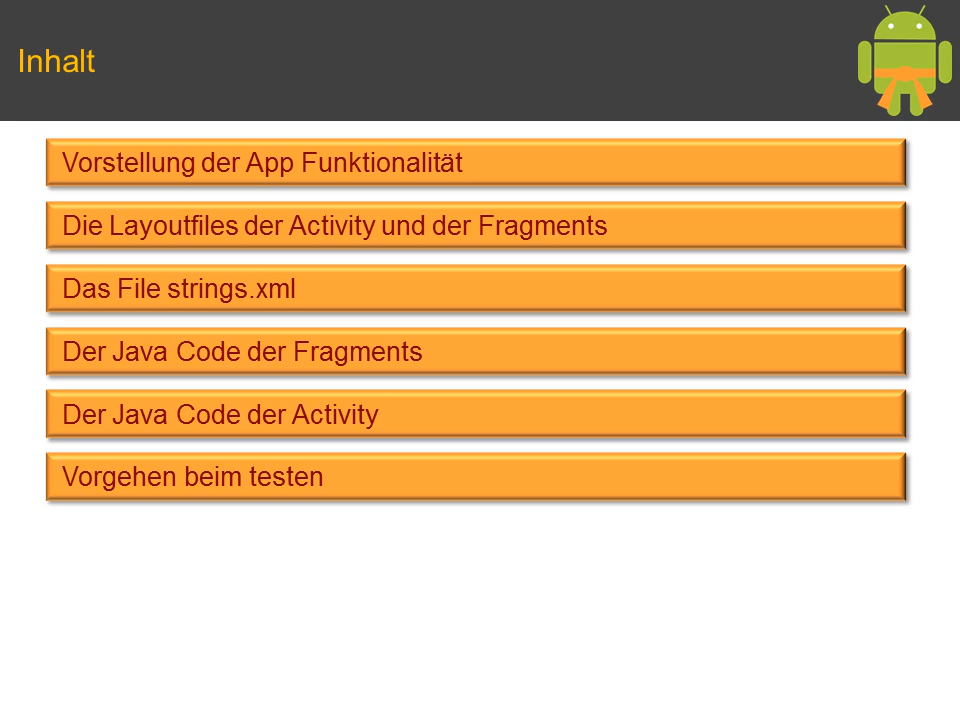 Inhalt
Vorstellung der App Funktionalität
Die Layoutfiles der Activity und der Fragments
Das File strings.xml
Der Java Code der Fragments
Der Java Code der Activity
Vorgehen beim testen